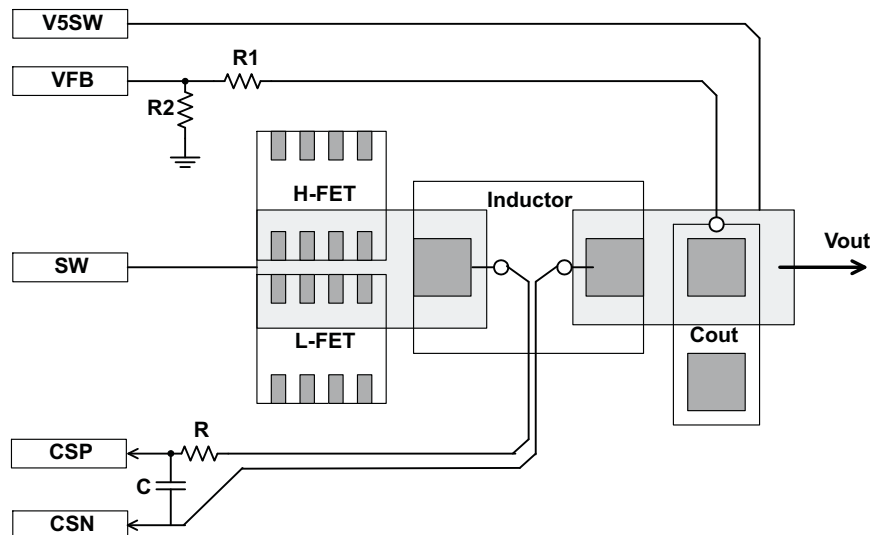 V5SW
VFB
R1
R2
H-FET
Inductor
SW
Vout
L-FET
Cout
CSP
R
C
CSN